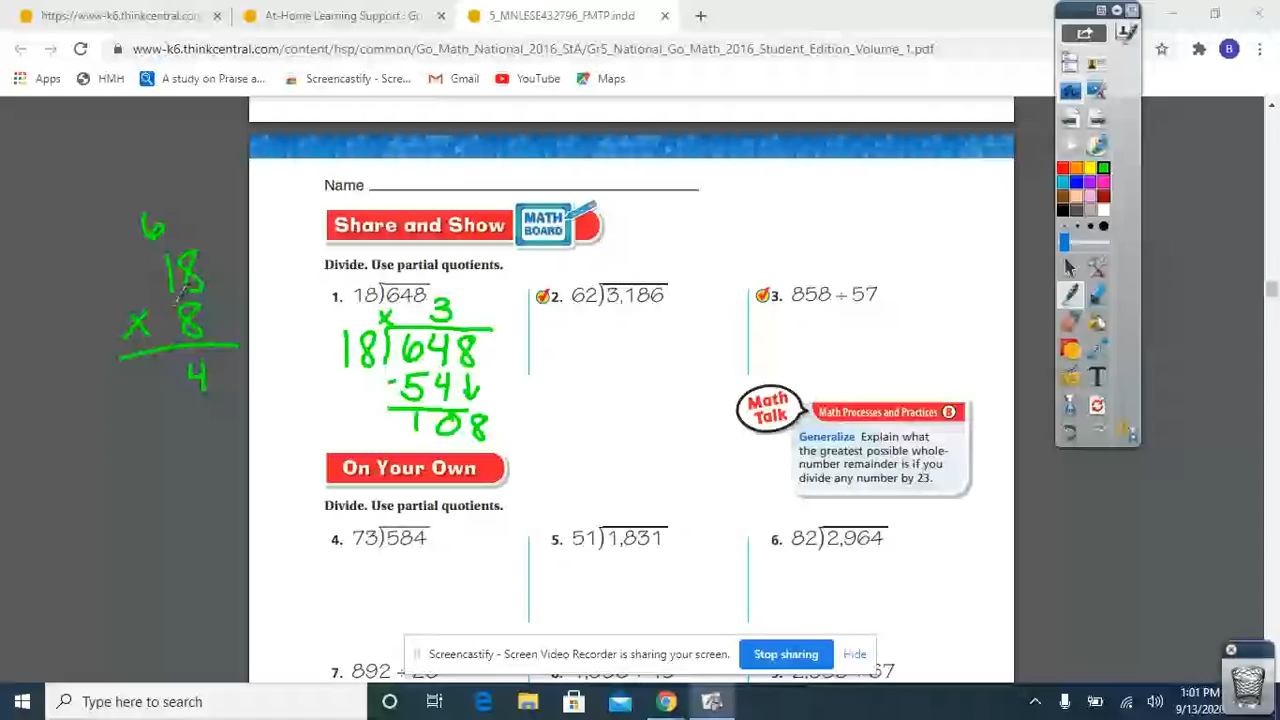 https://www-k6.thinkcentral.con
At-Home Learning Support
5_MNLESE432796_FMTP.indd
www-k6.thinkcentral.com/content/hsp/common/Go_Math_National_2016_StA/Gr5_National_Go_Math_2016_Student_Edition_Volume_1.pdf
B
Apps
HMH
A study on Praise a...
Screencastify:...
Gmail
YouTube
Maps
Name
Share and Show
MATH
BOARD
Divide. Use partial quotients.
1. 18)648
2. 62)3,186
3. 858 ÷ 57
x 3
18)648
-54↓
108
6
18
x 8
4
Math
Talk
Math Processes and Practices 8
Generalize Explain what
the greatest possible whole-
number remainder is if you
divide any number by 23.
On Your Own
Divide. Use partial quotients.
4. 73)584
5. 51)1,831
6. 82)2,964
Screencastify - Screen Video Recorder is sharing your screen.
Stop sharing
Hide
7. 892 ÷
Type here to search
1:01 PM